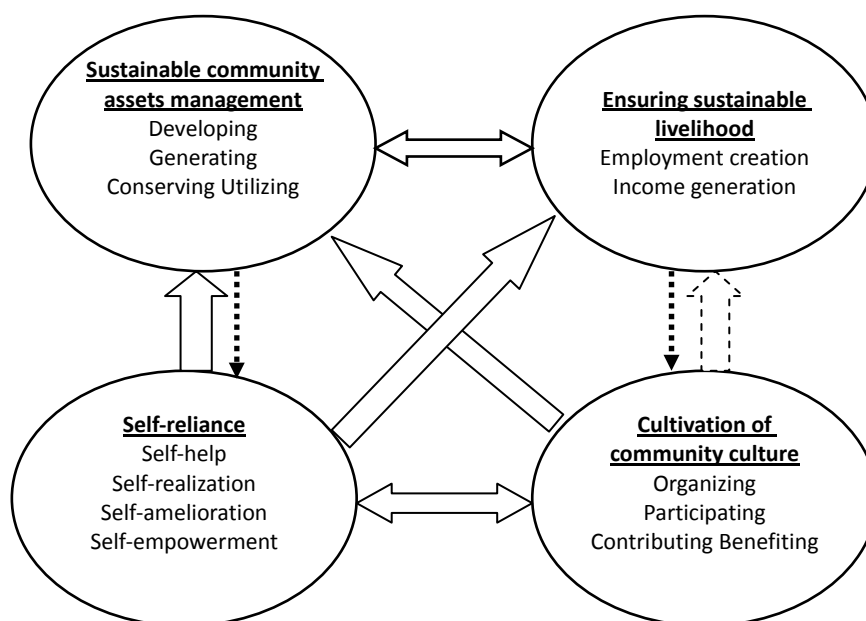 Sustainable community
assets management
Developing
Generating
Conserving Utilizing
Ensuring sustainable
livelihood
Employment creation
Income generation
Self-reliance
Self-help
Self-realization
Self-amelioration
Self-empowerment
Cultivation of
community culture
Organizing
Participating
Contributing Benefiting